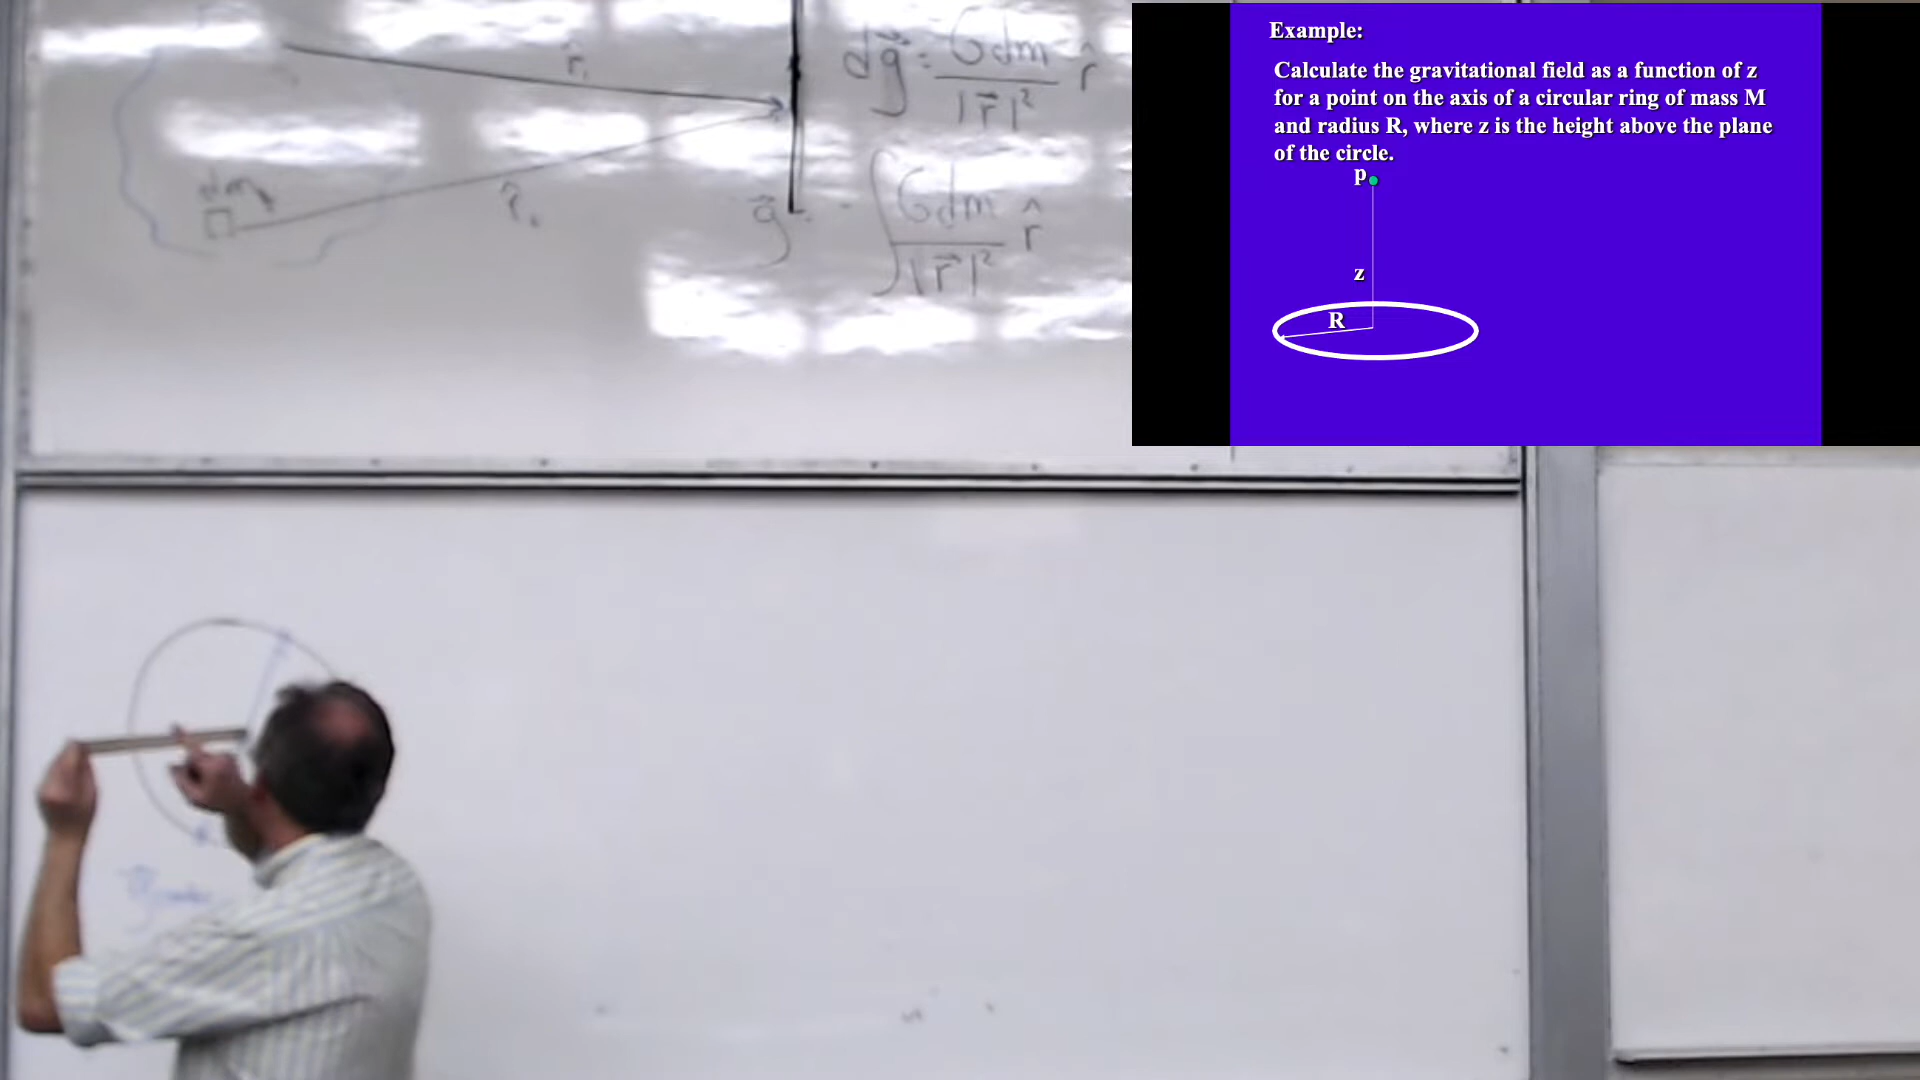 r̂₁
dg⃗ = Gdm / |r⃗|² r̂
dm
r̂
g⃗ = - ∫ Gdm / |r⃗|² r̂
Example:
Calculate the gravitational field as a function of z
for a point on the axis of a circular ring of mass M
and radius R, where z is the height above the plane
of the circle.
p
z
R